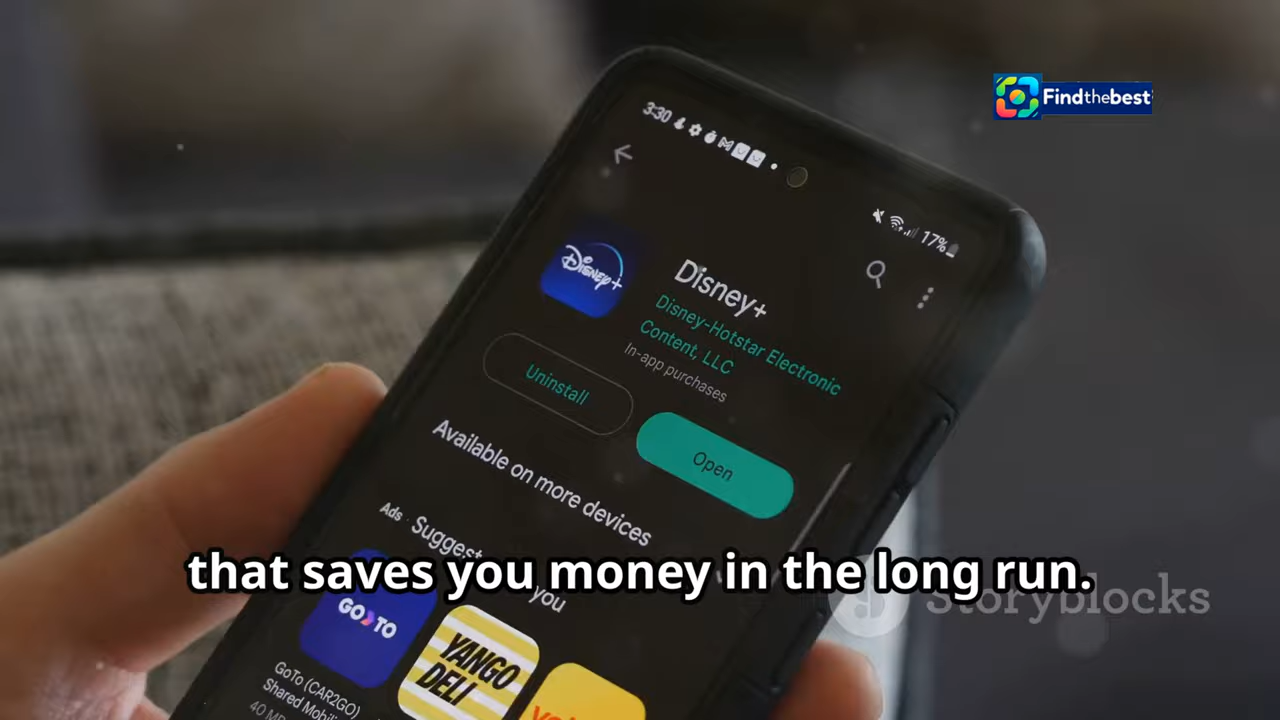 Findthebest
3:30
17%
Disney+
Disney+
Disney-Hotstar Electronic
Content, LLC
In-app purchases
Uninstall
Open
Available on more devices
Ads
Suggest
you
that saves you money in the long run.
Storyblocks
GO TO
YANGO
DELI
GoTo (CAR2GO)
Shared
40